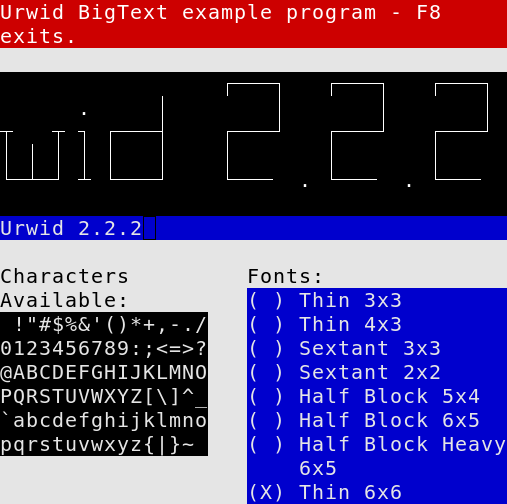 Urwid BigText example program - F8
exits.
wid 2.2.2
Urwid 2.2.2
Characters
Available:
 !"#$%&'()*+,-./
0123456789:;<=>?
@ABCDEFGHIJKLMNO
PQRSTUVWXYZ[\]^_
`abcdefghijklmno
pqrstuvwxyz{|}~
Fonts:
( ) Thin 3x3
( ) Thin 4x3
( ) Sextant 3x3
( ) Sextant 2x2
( ) Half Block 5x4
( ) Half Block 6x5
( ) Half Block Heavy
6x5
(X) Thin 6x6